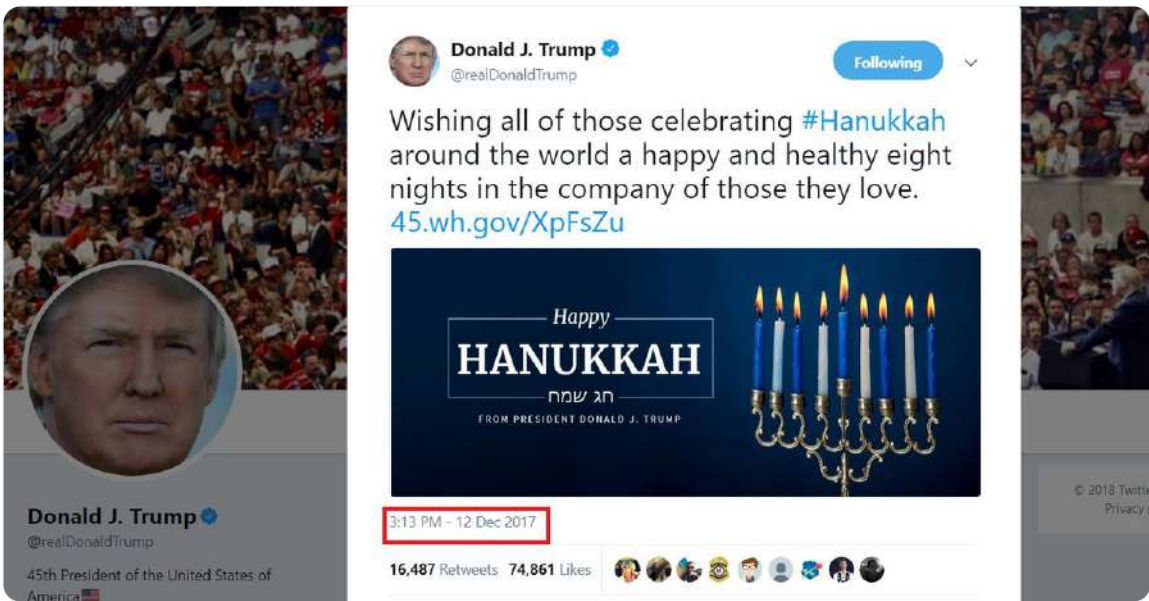 Donald J. Trump
@realDonaldTrump
Following
Wishing all of those celebrating #Hanukkah
around the world a happy and healthy eight
nights in the company of those they love.
45.wh.gov/XpFsZu
Happy
HANUKKAH
חג שמח
FROM PRESIDENT DONALD J. TRUMP
3:13 PM - 12 Dec 2017
16,487 Retweets 74,861 Likes
Donald J. Trump
@realDonaldTrump
45th President of the United States of
America
© 2018
Privacy